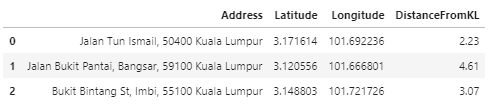 Address Latitude Longitude DistanceFromKL
0 Jalan Tun Ismail, 50400 Kuala Lumpur 3.171614 101.692236 2.23
1 Jalan Bukit Pantai, Bangsar, 59100 Kuala Lumpur 3.120556 101.666801 4.61
2 Bukit Bintang St, Imbi, 55100 Kuala Lumpur 3.148803 101.721726 3.07